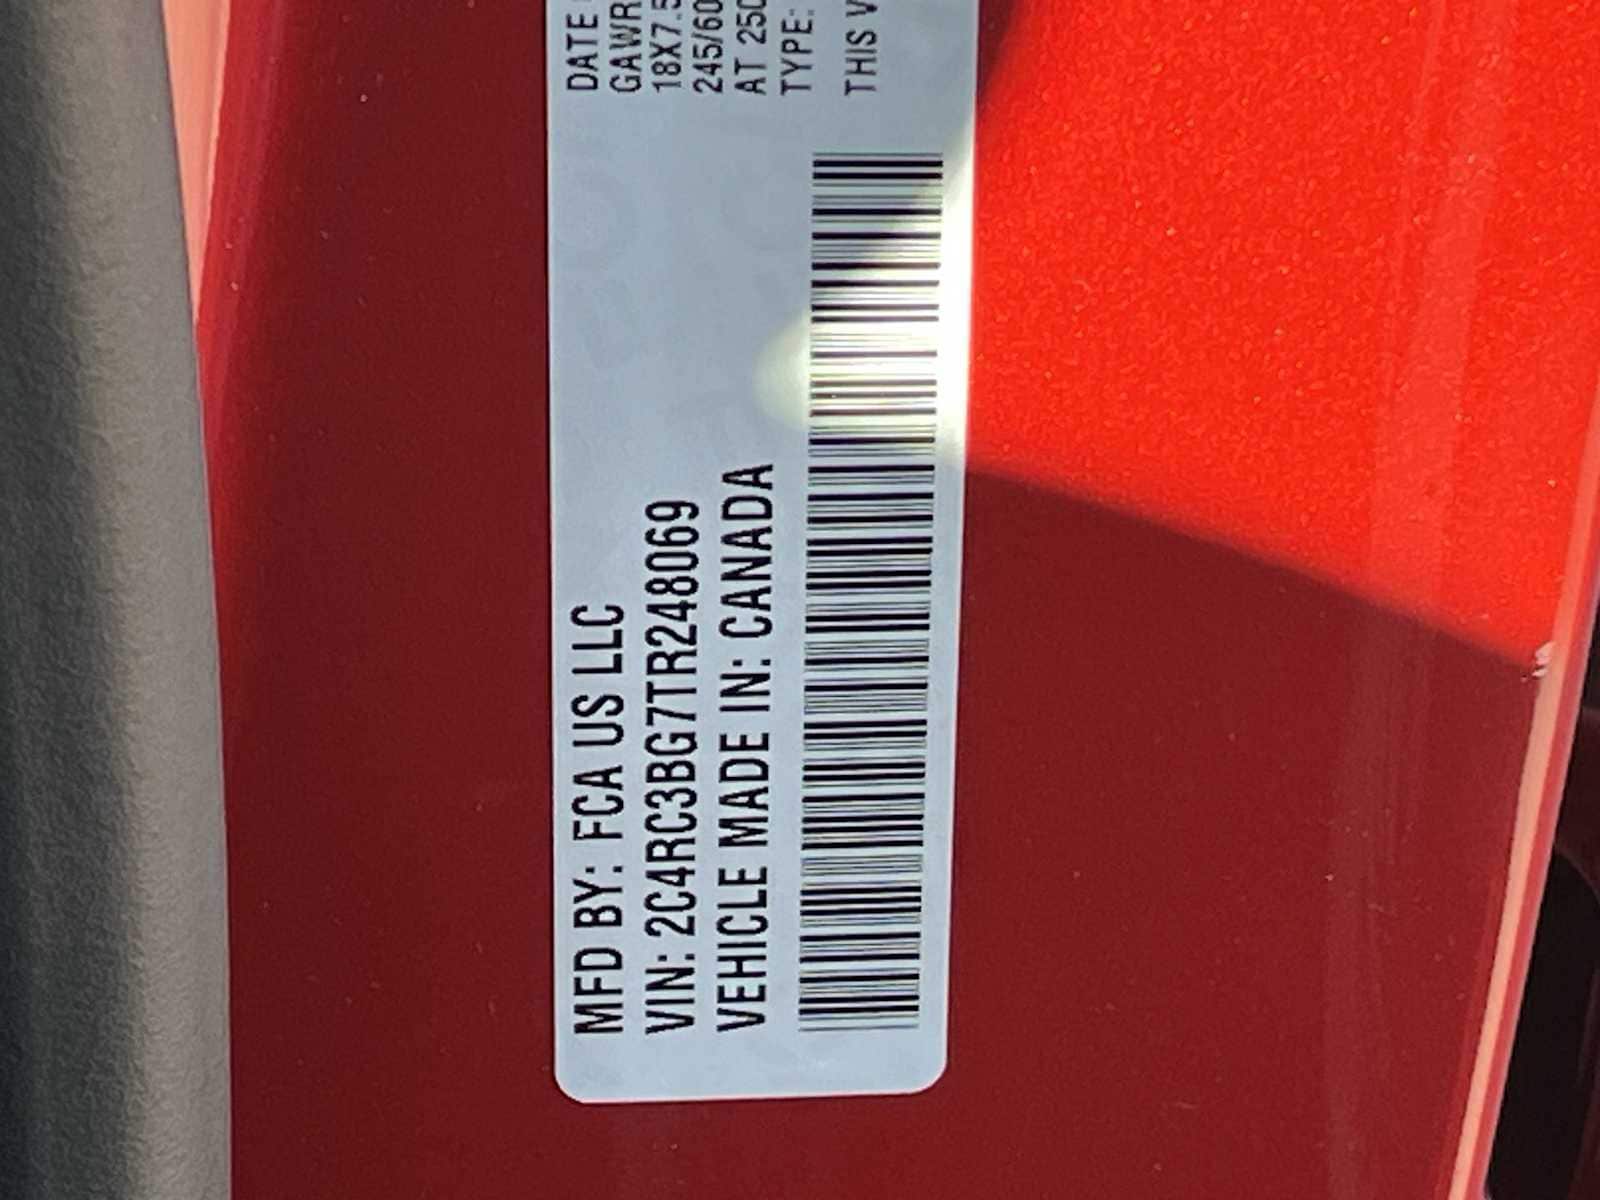 MFD BY: FCA US LLC
VIN: 2C4RC3BG7TR248069
VEHICLE MADE IN: CANADA
DATE
GAWR
18X7.5
245/60
AT 250
TYPE:
THIS V